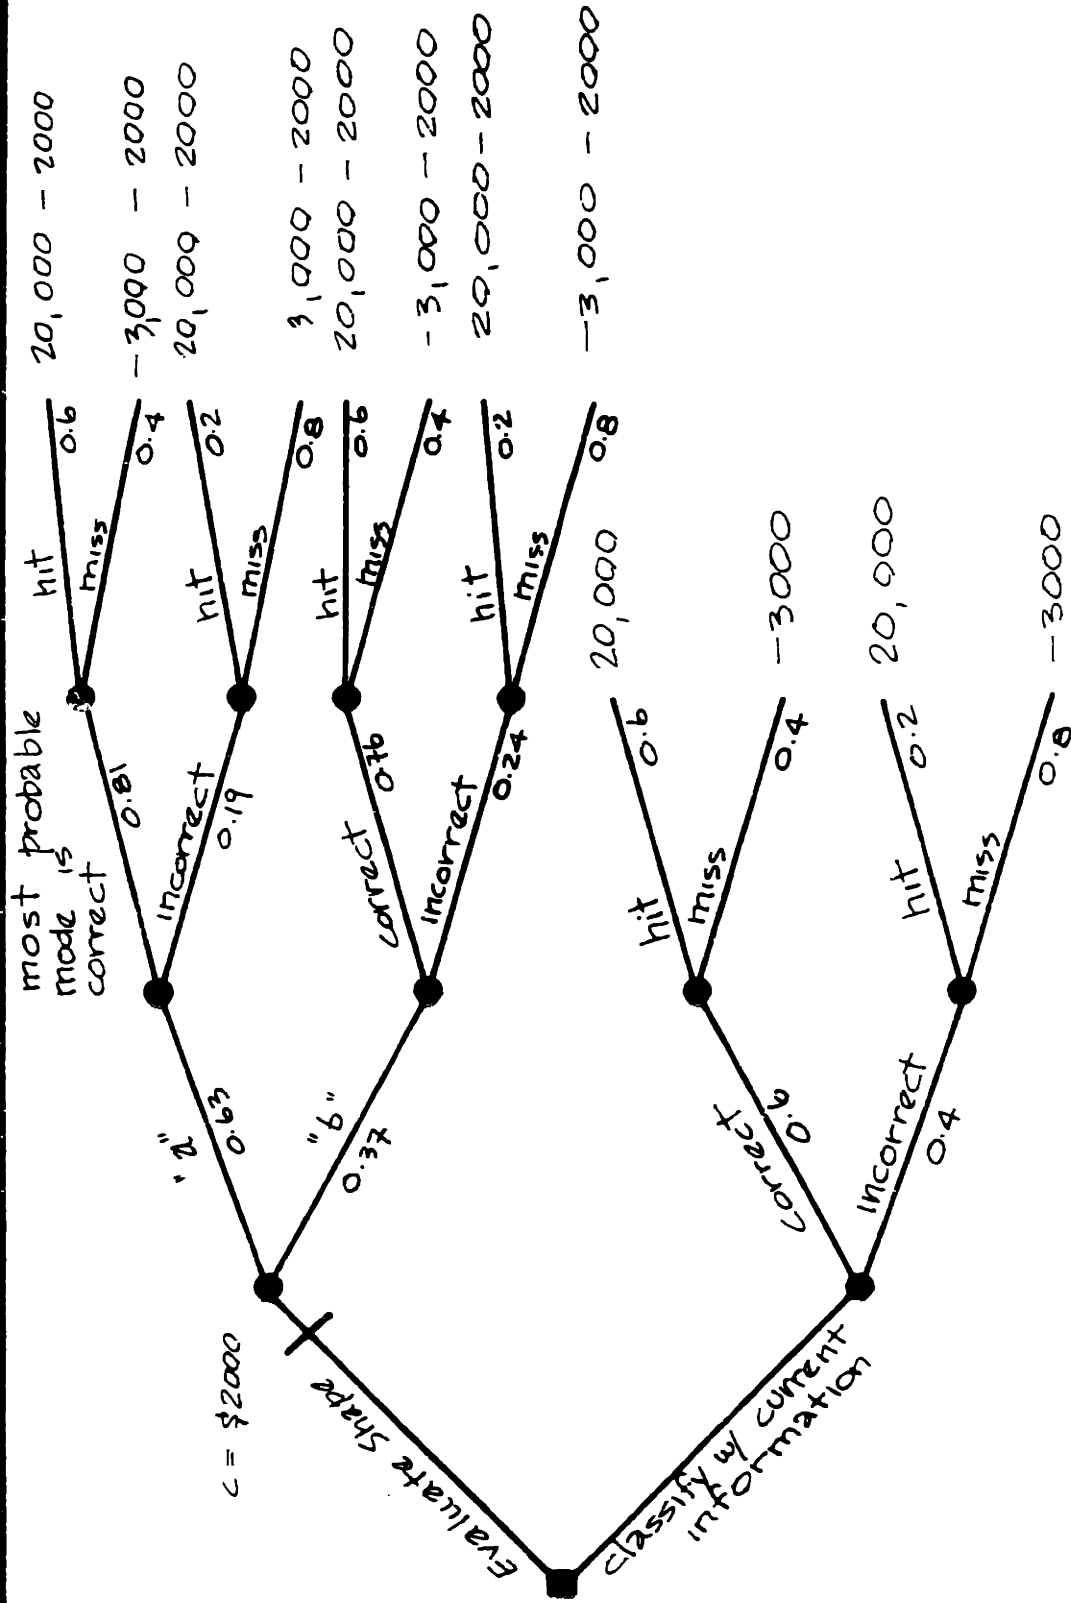 most probable
mode is
correct
c = $2000
Evaluate Shape
"a"
0.63
"b"
0.37
0.81
incorrect
0.19
correct
0.76
incorrect
0.24
hit
0.6
20,000 - 2000
miss
0.4
-3,000 - 2000
hit
0.2
20,000 - 2000
miss
0.8
3,000 - 2000
hit
0.6
20,000 - 2000
miss
0.4
-3,000 - 2000
hit
0.2
20,000 - 2000
miss
0.8
-3,000 - 2000
classify w/ current
information
correct
0.6
incorrect
0.4
hit
0.6
20,000
miss
0.4
-3000
hit
0.2
20,000
miss
0.8
-3000